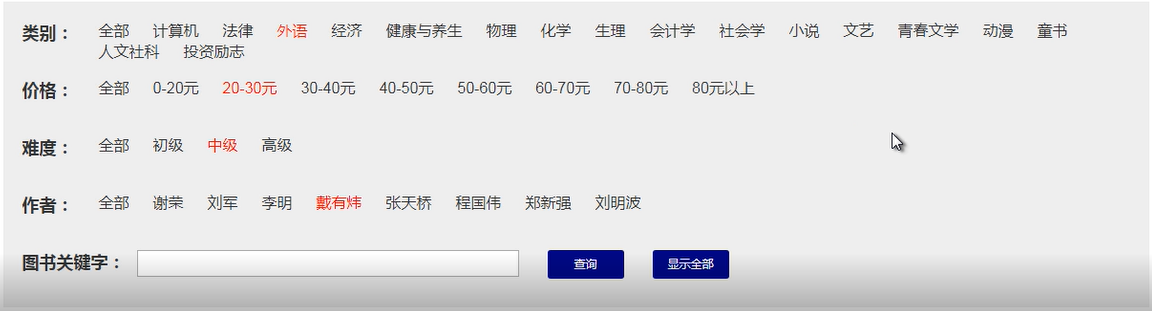 类别： 全部 计算机 法律 外语 经济 健康与养生 物理 化学 生理 会计学 社会学 小说 文艺 青春文学 动漫 童书
人文社科 投资励志
价格： 全部 0-20元 20-30元 30-40元 40-50元 50-60元 60-70元 70-80元 80元以上
难度： 全部 初级 中级 高级
作者： 全部 谢荣 刘军 李明 戴有炜 张天桥 程国伟 郑新强 刘明波
图书关键字： 查询 显示全部